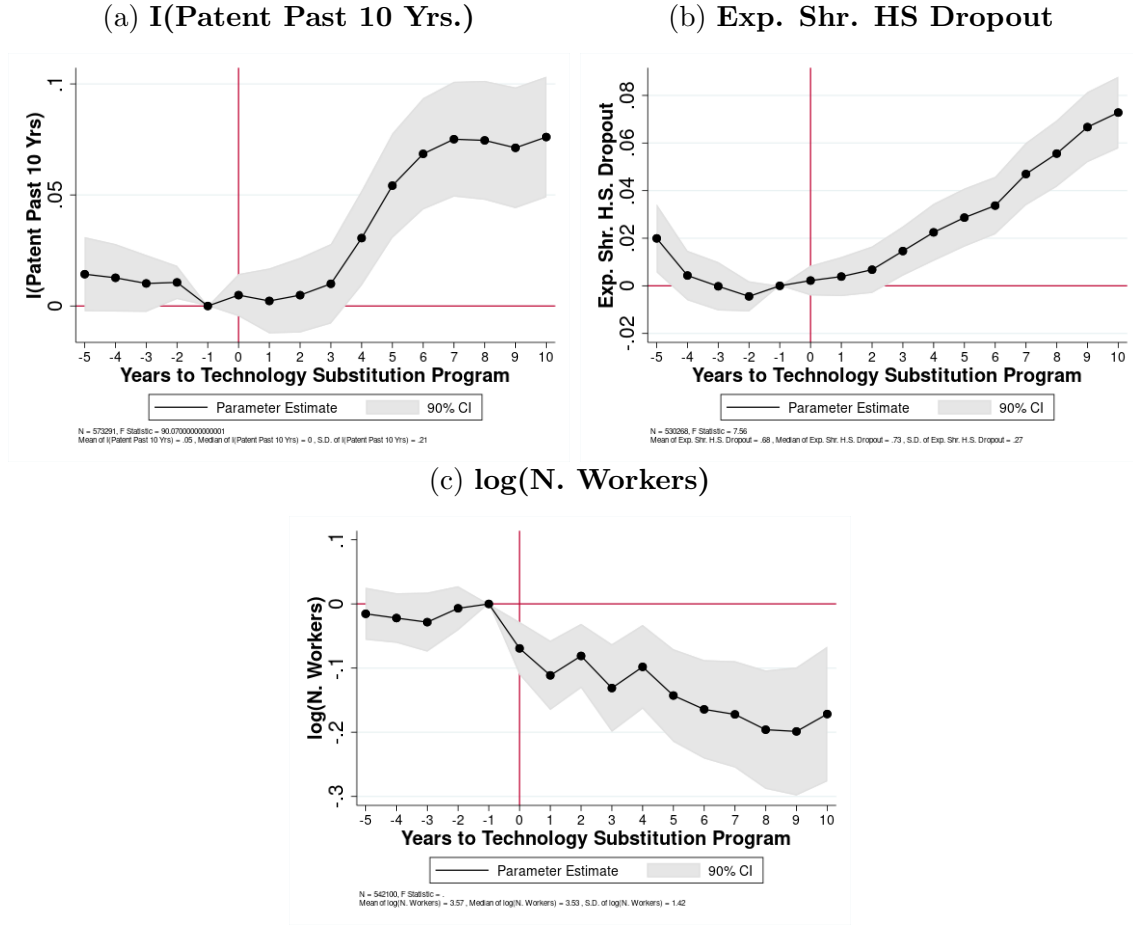 (a) I(Patent Past 10 Yrs.)
I(Patent Past 10 Yrs)
.1
.05
0
-5 -4 -3 -2 -1 0 1 2 3 4 5 6 7 8 9 10
Years to Technology Substitution Program
Parameter Estimate 90% CI
N = 573291, F Statistic = 90.07000000000001
Mean of I(Patent Past 10 Yrs) = .05 , Median of I(Patent Past 10 Yrs) = 0 , S.D. of I(Patent Past 10 Yrs) = .21
(b) Exp. Shr. HS Dropout
Exp. Shr. H.S. Dropout
.08
.06
.04
.02
0
-.02
-5 -4 -3 -2 -1 0 1 2 3 4 5 6 7 8 9 10
Years to Technology Substitution Program
Parameter Estimate 90% CI
N = 530268, F Statistic = 7.56
Mean of Exp. Shr. H.S. Dropout = .68 , Median of Exp. Shr. H.S. Dropout = .73 , S.D. of Exp. Shr. H.S. Dropout = .27
(c) log(N. Workers)
log(N. Workers)
.1
0
-.1
-.2
-.3
-5 -4 -3 -2 -1 0 1 2 3 4 5 6 7 8 9 10
Years to Technology Substitution Program
Parameter Estimate 90% CI
N = 542100, F Statistic = .
Mean of log(N. Workers) = 3.57 , Median of log(N. Workers) = 3.53 , S.D. of log(N. Workers) = 1.42